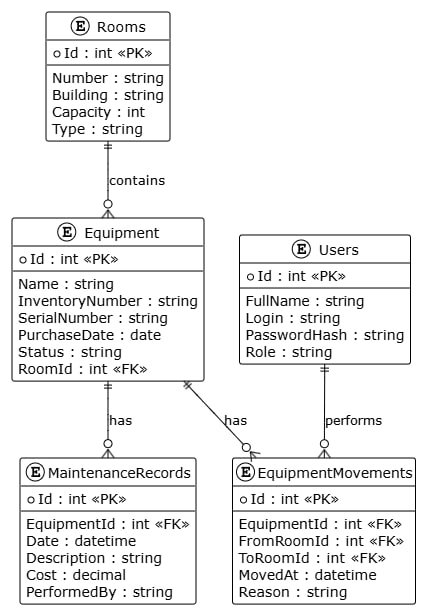 E Rooms
Id : int «PK»
Number : string
Building : string
Capacity : int
Type : string
contains
E Equipment
Id : int «PK»
Name : string
InventoryNumber : string
SerialNumber : string
PurchaseDate : date
Status : string
RoomId : int «FK»
E Users
Id : int «PK»
FullName : string
Login : string
PasswordHash : string
Role : string
has
has
performs
E MaintenanceRecords
Id : int «PK»
EquipmentId : int «FK»
Date : datetime
Description : string
Cost : decimal
PerformedBy : string
E EquipmentMovements
Id : int «PK»
EquipmentId : int «FK»
FromRoomId : int «FK»
ToRoomId : int «FK»
MovedAt : datetime
Reason : string